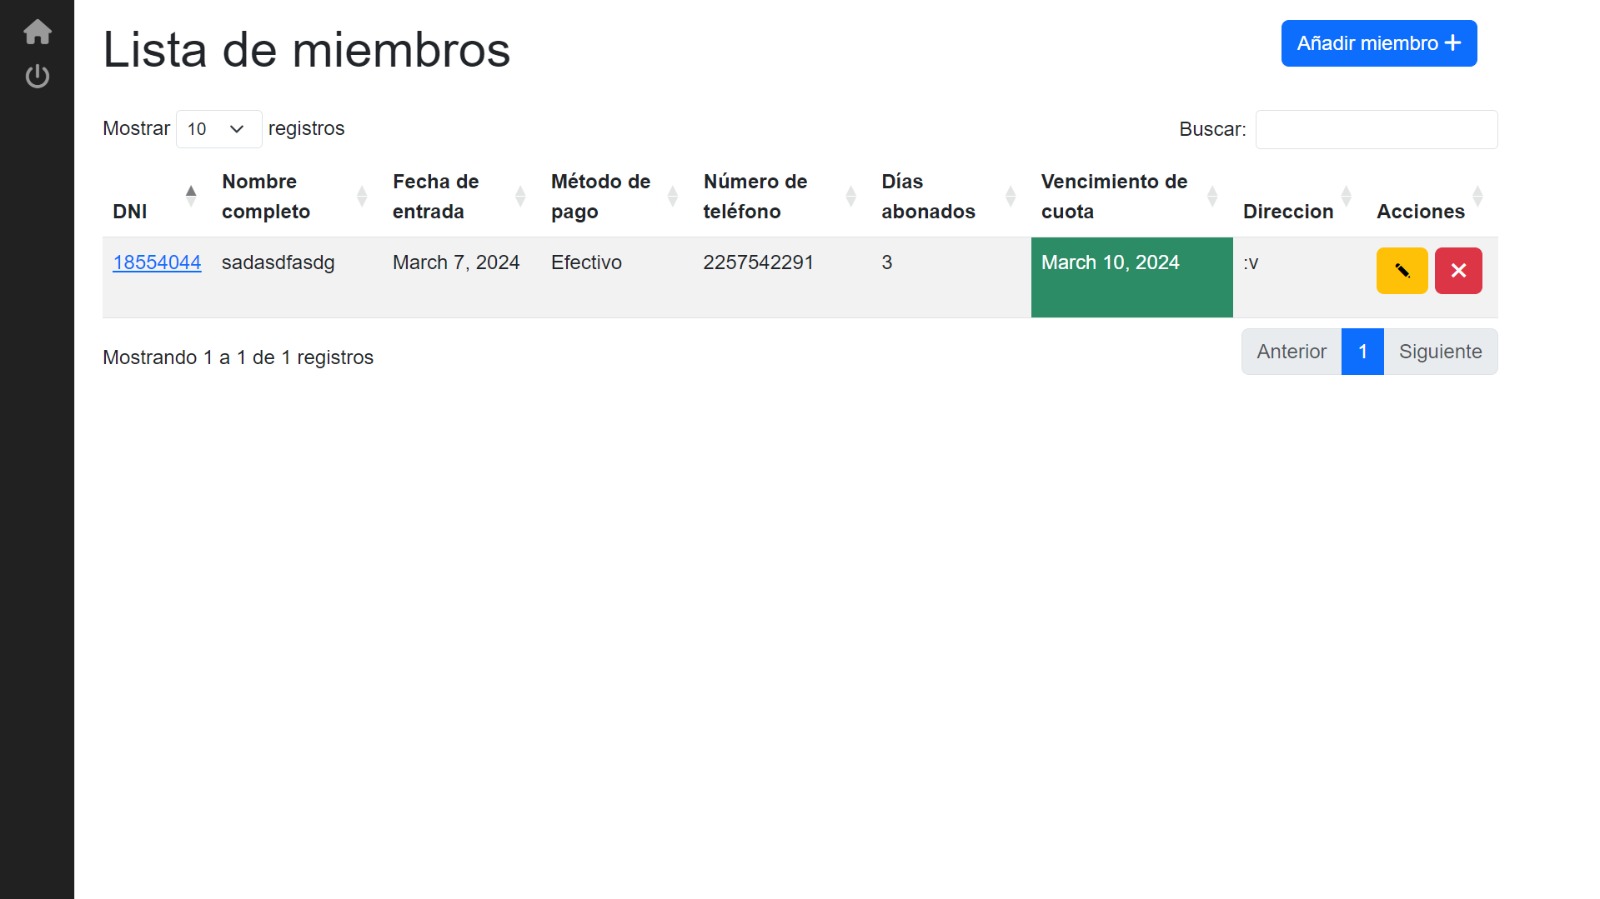 Lista de miembros
Añadir miembro
Mostrar 10 registros
Buscar:
DNI
Nombre completo
Fecha de entrada
Método de pago
Número de teléfono
Días abonados
Vencimiento de cuota
Direccion
Acciones
18554044 sadasdfasdg March 7, 2024 Efectivo 2257542291 3 March 10, 2024 :v
Mostrando 1 a 1 de 1 registros
Anterior 1 Siguiente